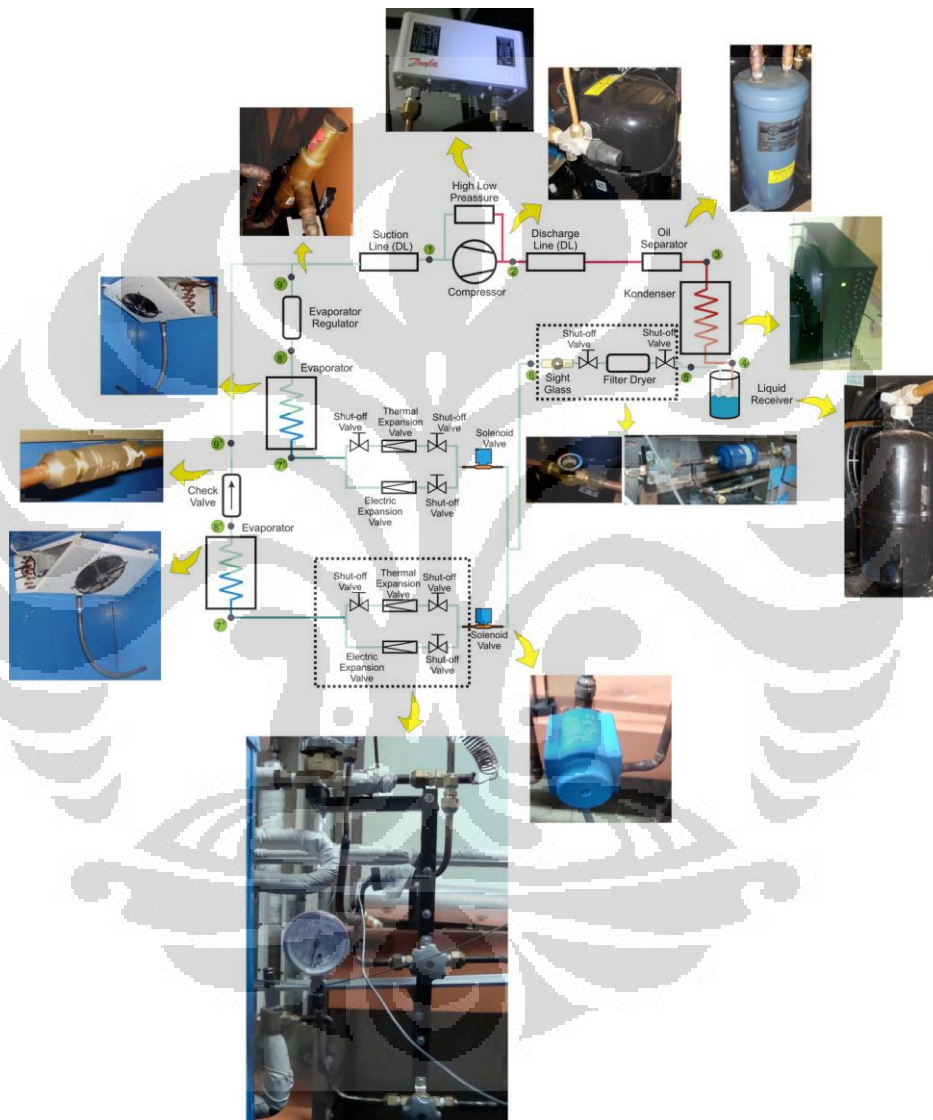 Danfoss
High Low
Preassure
Suction
Line (DL)
1
2
Discharge
Line (DL)
Oil
Separator
3
Compressor
Kondenser
9'
Evaporator
Regulator
8'
Evaporator
Shut-off
Valve
Shut-off
Valve
6
Sight
Glass
Filter Dryer
5
4
Liquid
Receiver
Shut-off
Valve
Thermal
Expansion
Valve
Shut-off
Valve
Solenoid
Valve
7'
Electric
Expansion
Valve
Shut-off
Valve
9"
Check
Valve
8"
Evaporator
Shut-off
Valve
Thermal
Expansion
Valve
Shut-off
Valve
Solenoid
Valve
7"
Electric
Expansion
Valve
Shut-off
Valve